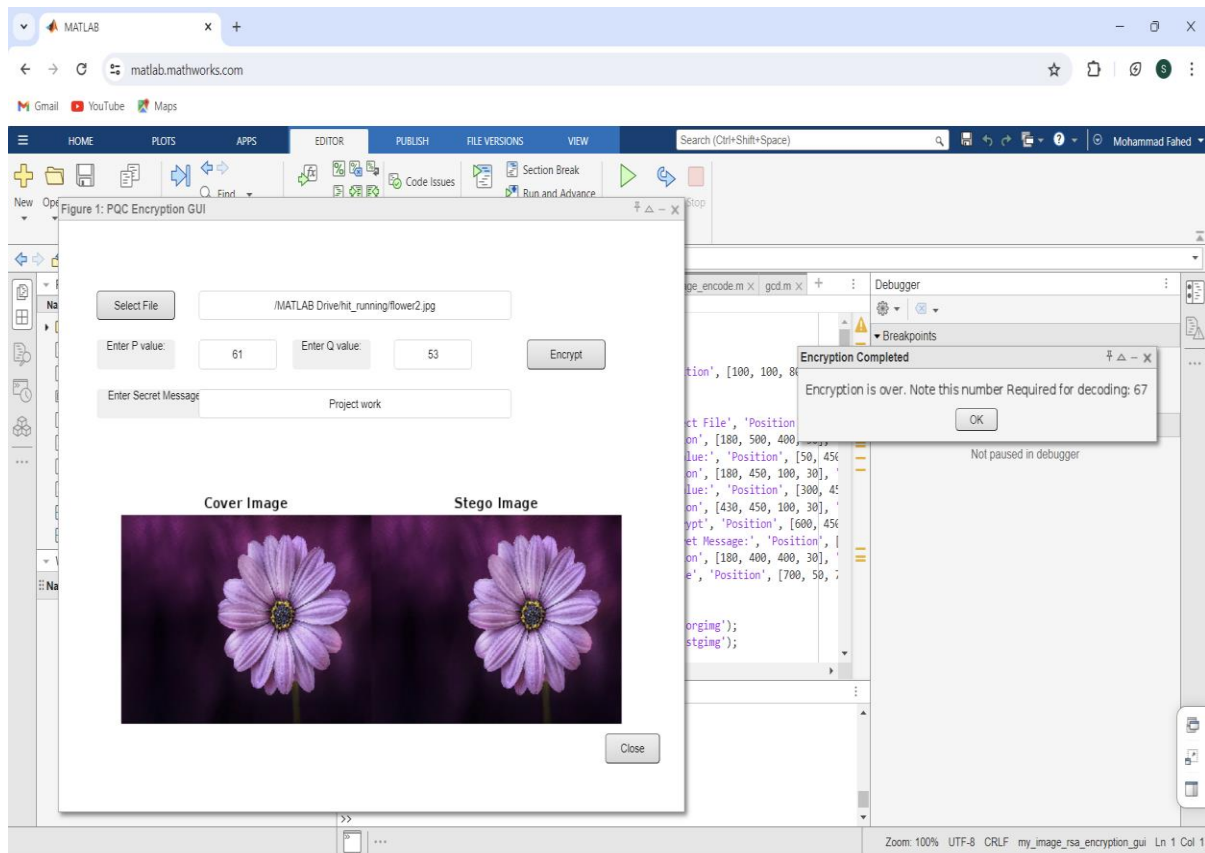 MATLAB
matlab.mathworks.com
S
Gmail YouTube Maps
HOME PLOTS APPS EDITOR PUBLISH FILE VERSIONS VIEW Search (Ctrl+Shift+Space) Mohammad Fahed
New Find Code Issues Section Break
Run and Advance Stop
Figure 1: PQC Encryption GUI
Select File /MATLAB Drive/hit_running/flower2.jpg
Enter P value: 61 Enter Q value: 53 Encrypt
Enter Secret Message Project work
Cover Image Stego Image
Close
ge_encode.m gcd.m
tion', [100, 100, 80
ct File', 'Position
on', [180, 500, 400,
lue:', 'Position', [50, 450
on', [180, 450, 100, 30], '
lue:', 'Position', [300, 45
on', [430, 450, 100, 30], '
ypt', 'Position', [600, 450
et Message:', 'Position', [
on', [180, 400, 400, 30], '
e', 'Position', [700, 50, 7
orgimg');
stgimg');
Debugger
Breakpoints
Encryption Completed
Encryption is over. Note this number Required for decoding: 67
OK
Not paused in debugger
>>
Zoom: 100% UTF-8 CRLF my_image_rsa_encryption_gui Ln 1 Col 1